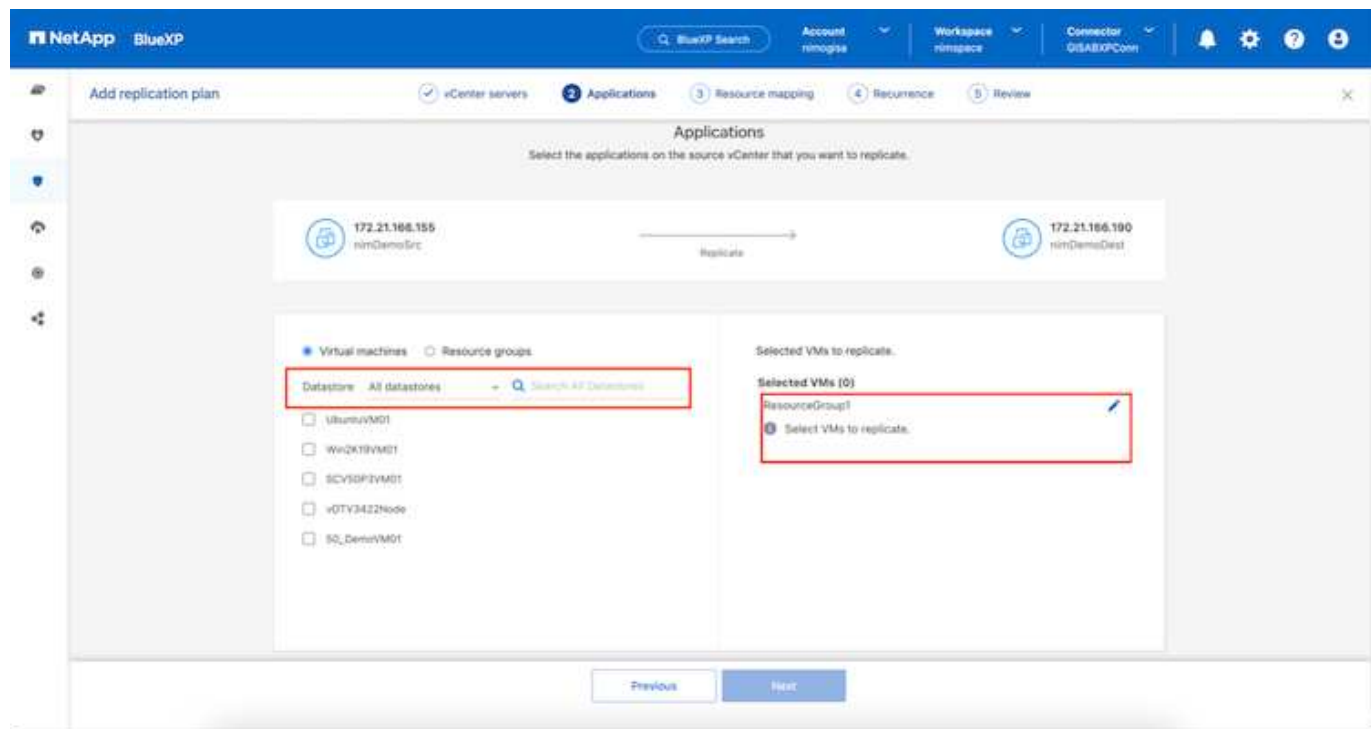 NetApp BlueXP BlueXP Search Account nimogisa Workspace nimspace Connector GISABXPConn
Add replication plan vCenter servers 2 Applications 3 Resource mapping 4 Recurrence 5 Review
Applications
Select the applications on the source vCenter that you want to replicate.
172.21.166.155
nimDemoSrc
Replicate
172.21.166.190
nimDemoDest
Virtual machines Resource groups
Datastore All datastores Search All Datastores
UbuntuVM01
Win2K19VM01
SCV50P3VM01
vOTV3422Node
50_DemoVM01
Selected VMs to replicate.
Selected VMs (0)
ResourceGroup1
Select VMs to replicate.
Previous Next